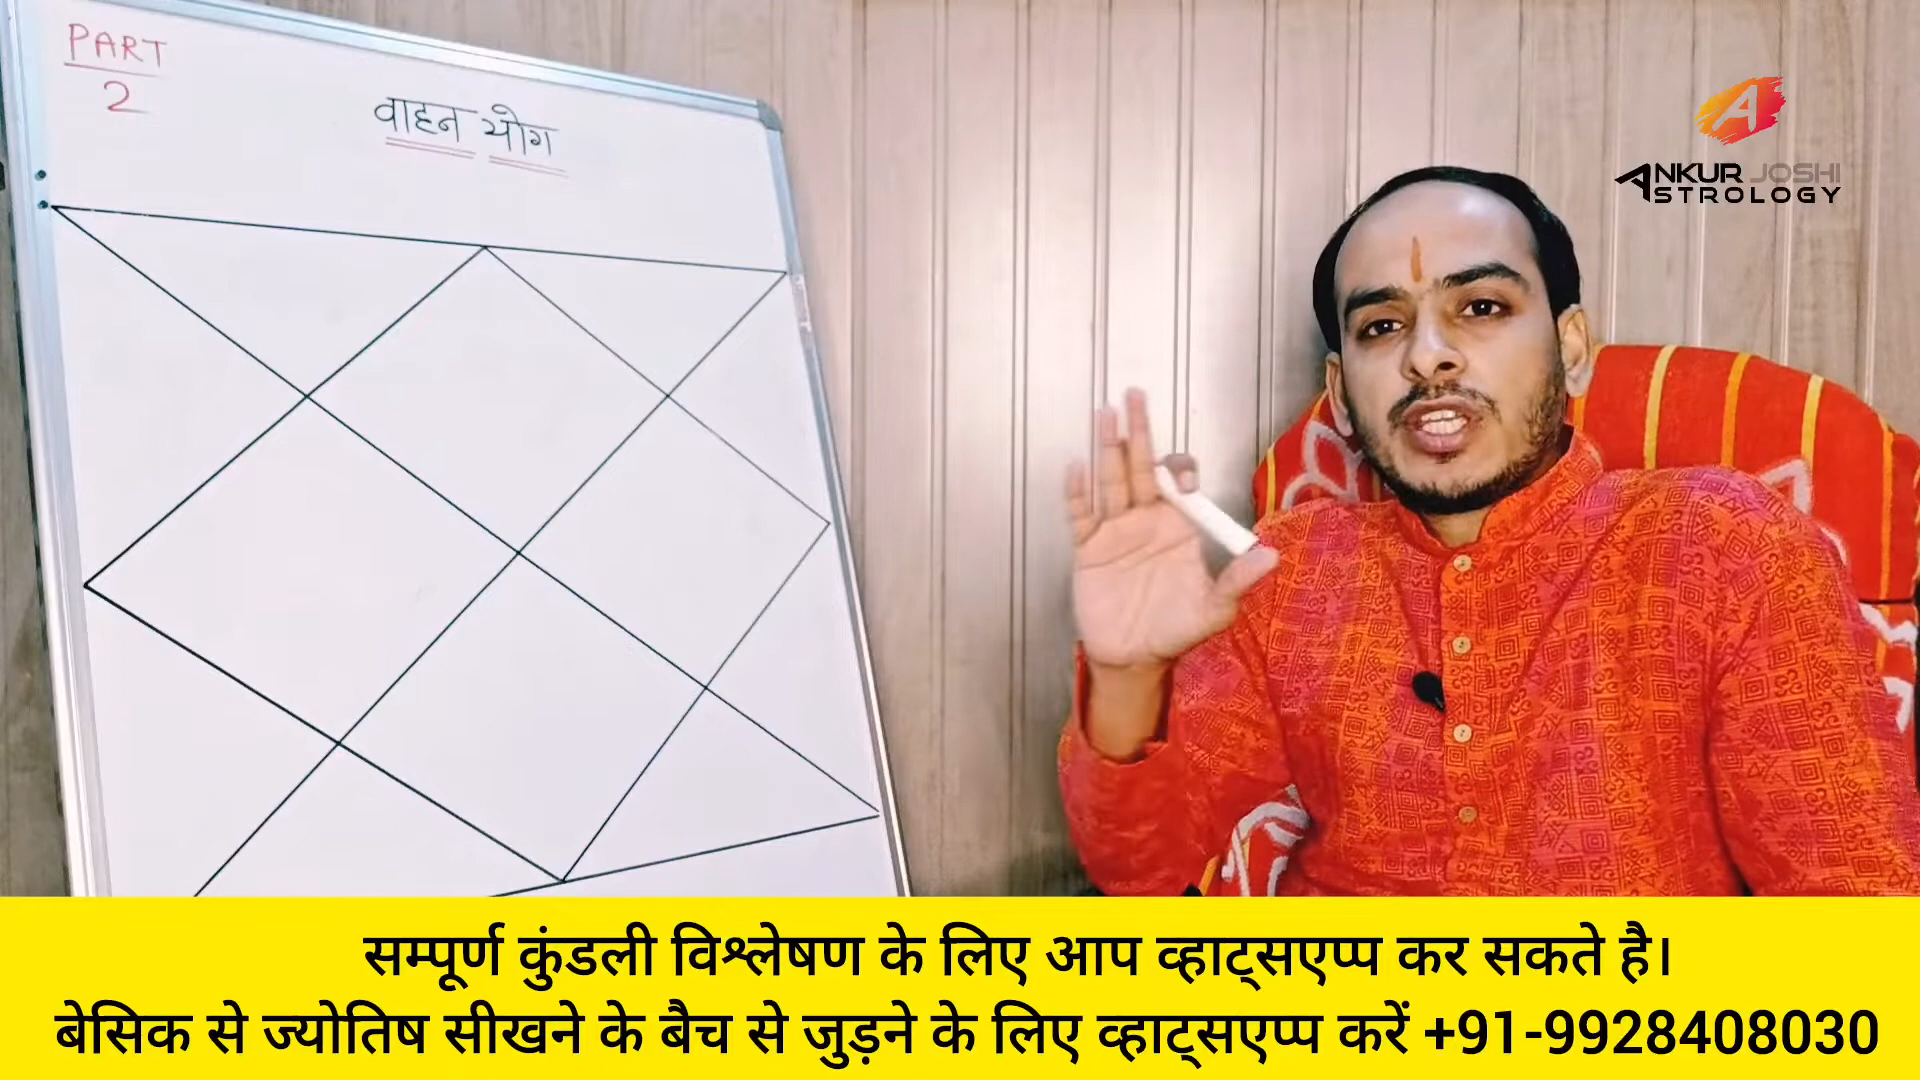 PART
2
वाहन योग
A
ANKUR JOSHI
ASTROLOGY
सम्पूर्ण कुंडली विश्लेषण के लिए आप व्हाट्सएप्प कर सकते है।
बेसिक से ज्योतिष सीखने के बैच से जुड़ने के लिए व्हाट्सएप्प करें +91-9928408030